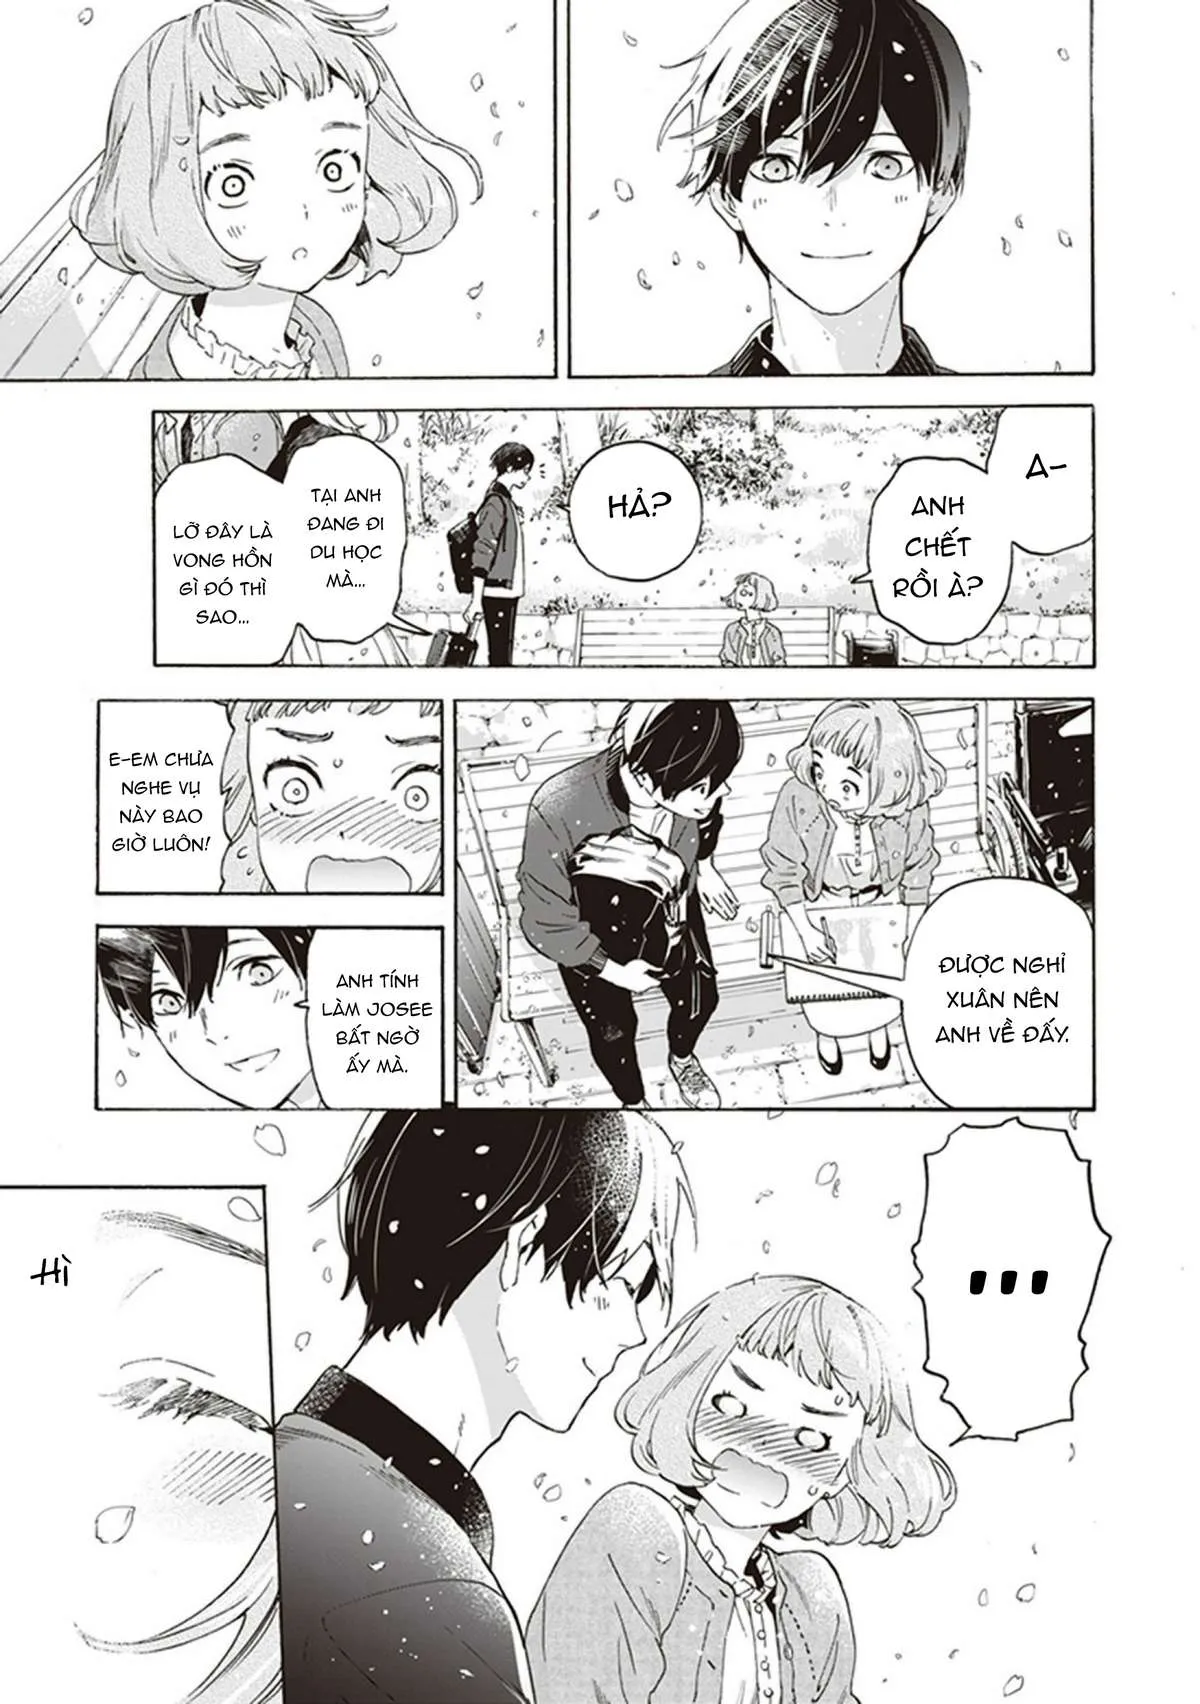 A-
ANH
CHẾT
RỒI À?
HẢ?
TẠI ANH
ĐANG ĐI
DU HỌC
MÀ...
LỠ ĐÂY LÀ
VONG HỒN
GÌ ĐÓ THÌ
SAO...
ĐƯỢC NGHỈ
XUÂN NÊN
ANH VỀ ĐẤY.
E-EM CHƯA
NGHE VỤ
NÀY BAO
GIỜ LUÔN!
ANH TÍNH
LÀM JOSEE
BẤT NGỜ
ẤY MÀ.
...
HÌ